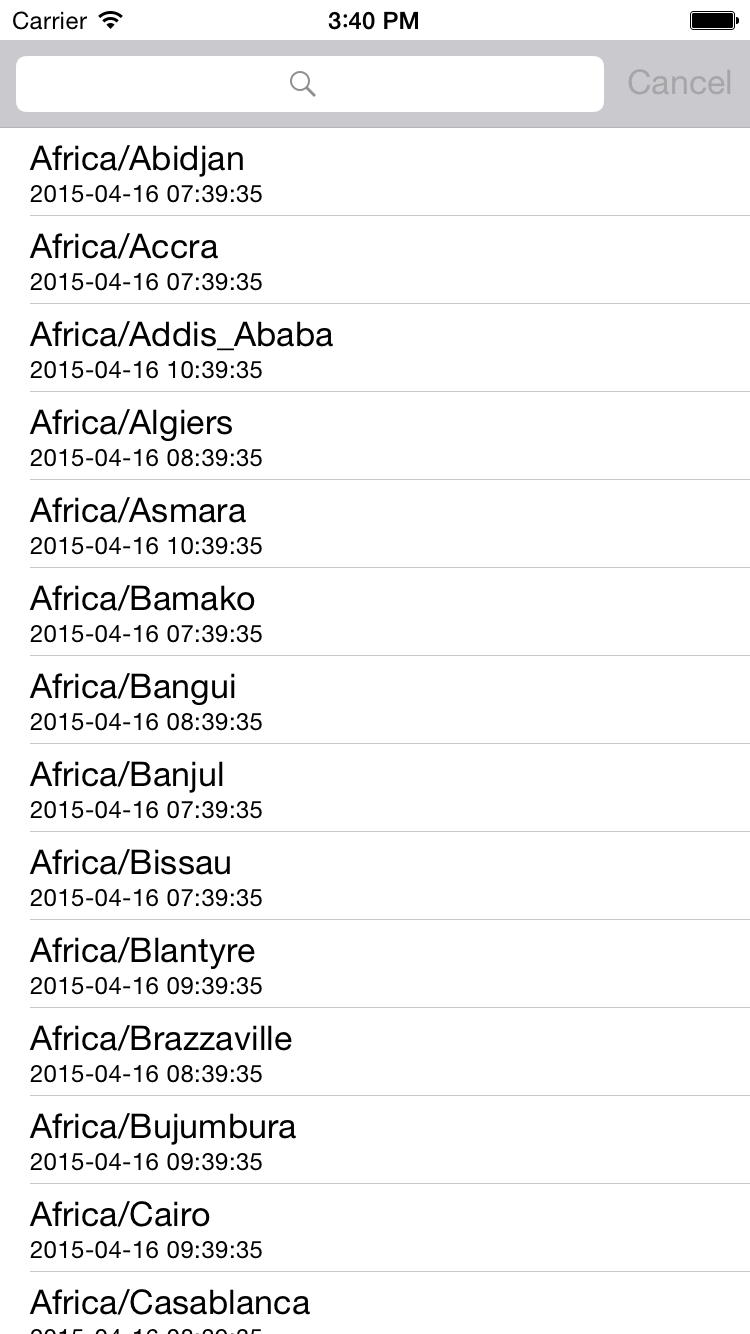 Carrier 3:40 PM
Cancel
Africa/Abidjan
2015-04-16 07:39:35
Africa/Accra
2015-04-16 07:39:35
Africa/Addis_Ababa
2015-04-16 10:39:35
Africa/Algiers
2015-04-16 08:39:35
Africa/Asmara
2015-04-16 10:39:35
Africa/Bamako
2015-04-16 07:39:35
Africa/Bangui
2015-04-16 08:39:35
Africa/Banjul
2015-04-16 07:39:35
Africa/Bissau
2015-04-16 07:39:35
Africa/Blantyre
2015-04-16 09:39:35
Africa/Brazzaville
2015-04-16 08:39:35
Africa/Bujumbura
2015-04-16 09:39:35
Africa/Cairo
2015-04-16 09:39:35
Africa/Casablanca